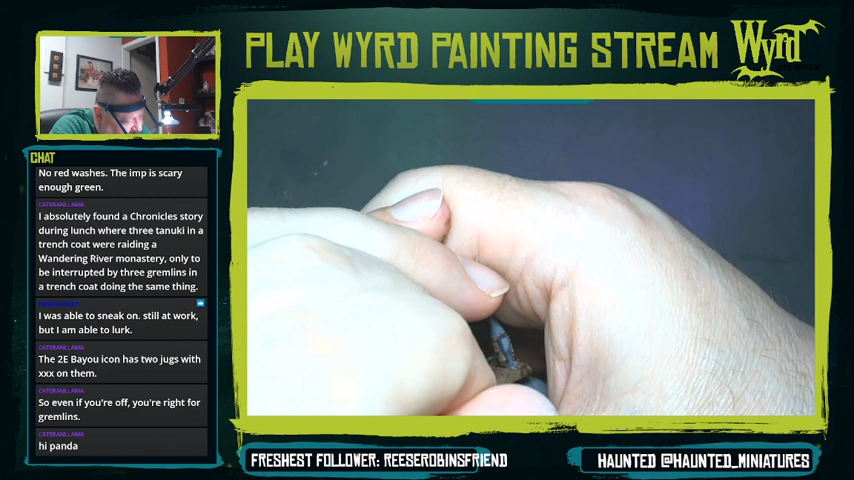 PLAY WYRD PAINTING STREAM
Wyrd
CHAT
No red washes. The imp is scary
enough green.
CATERANLLAMA
I absolutely found a Chronicles story
during lunch where three tanuki in a
trench coat were raiding a
Wandering River monastery, only to
be interrupted by three gremlins in
a trench coat doing the same thing.
I was able to sneak on. still at work,
but I am able to lurk.
CATERANLLAMA
The 2E Bayou icon has two jugs with
xxx on them.
CATERANLLAMA
So even if you're off, you're right for
gremlins.
CATERANLLAMA
hi panda
FRESHEST FOLLOWER: REESEROBINSFRIEND
HAUNTED @HAUNTED_MINIATURES